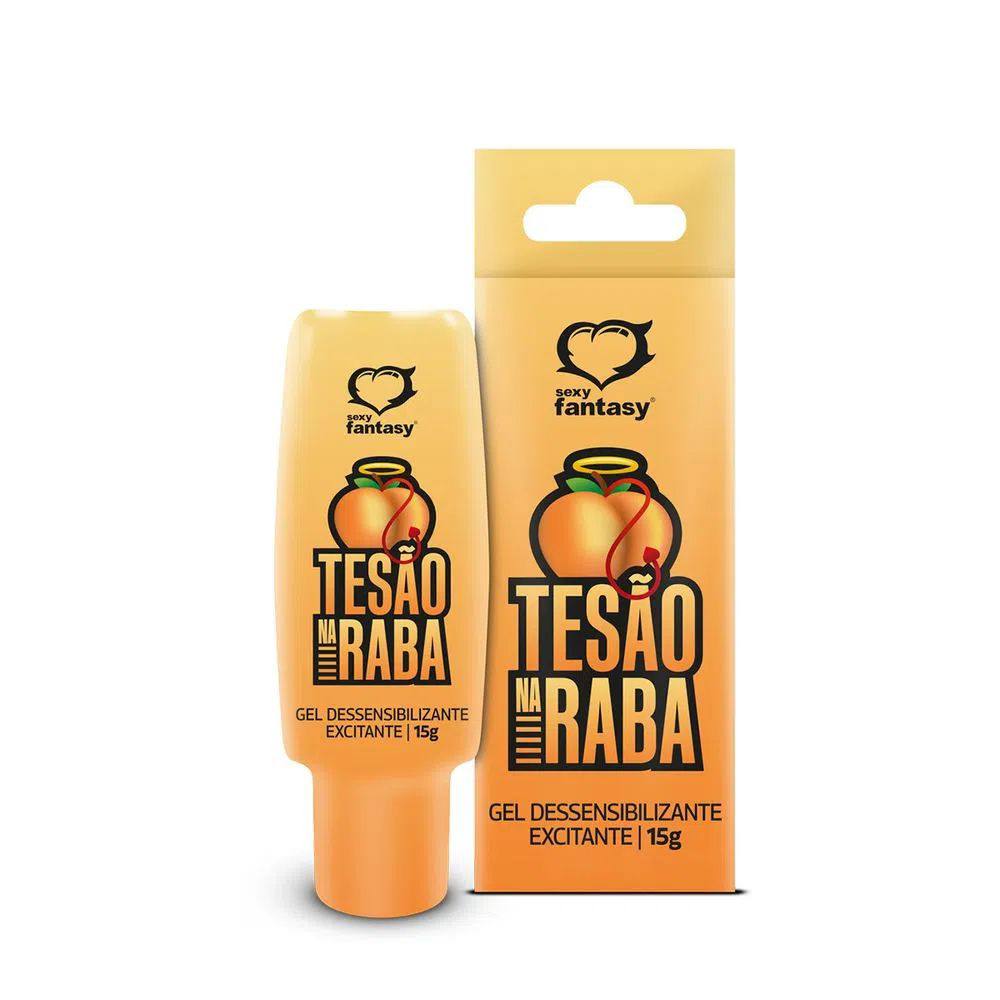 sexy
fantasy®
TESÃO
NA RABA
GEL DESSENSIBILIZANTE
EXCITANTE | 15g
sexy
fantasy®
TESÃO
NA RABA
GEL DESSENSIBILIZANTE
EXCITANTE | 15g